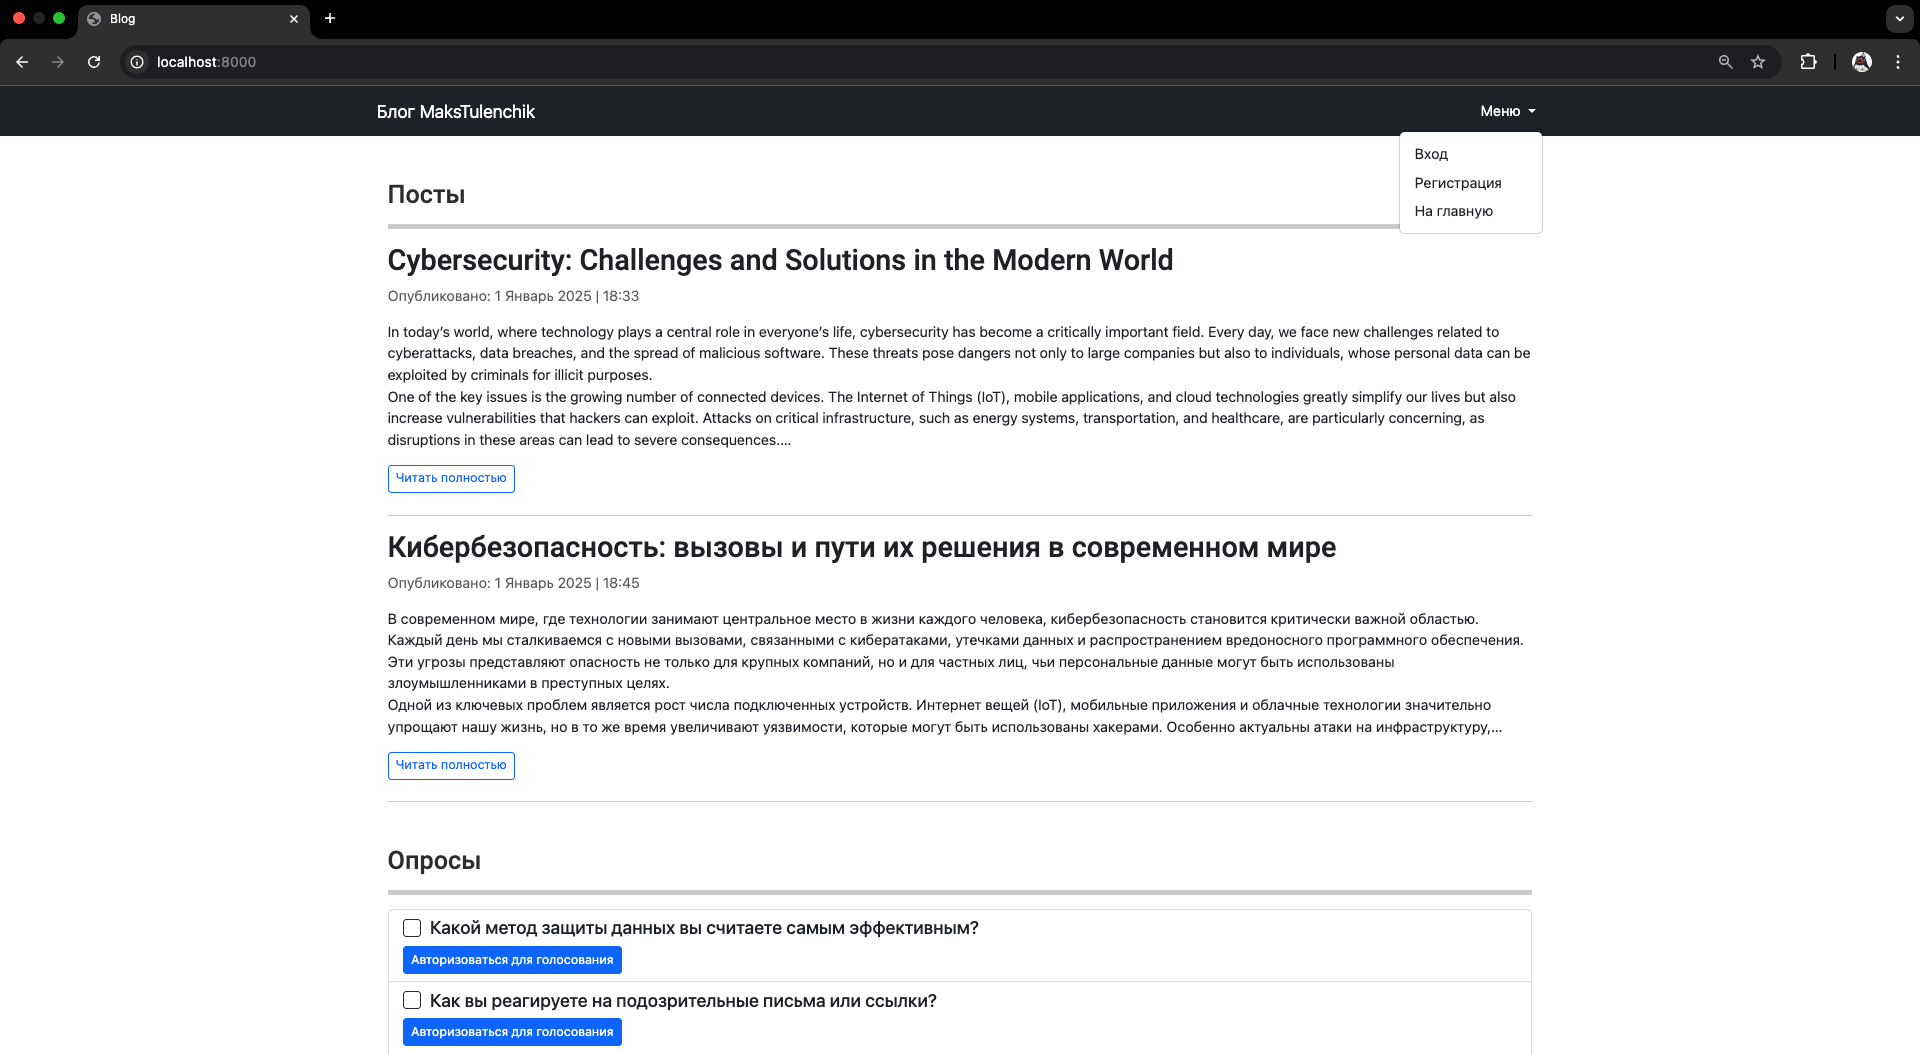 Blog
localhost:8000
Блог MaksTulenchik
Меню
Вход
Регистрация
На главную
Посты
Cybersecurity: Challenges and Solutions in the Modern World
Опубликовано: 1 Январь 2025 | 18:33
In today's world, where technology plays a central role in everyone's life, cybersecurity has become a critically important field. Every day, we face new challenges related to
cyberattacks, data breaches, and the spread of malicious software. These threats pose dangers not only to large companies but also to individuals, whose personal data can be
exploited by criminals for illicit purposes.
One of the key issues is the growing number of connected devices. The Internet of Things (IoT), mobile applications, and cloud technologies greatly simplify our lives but also
increase vulnerabilities that hackers can exploit. Attacks on critical infrastructure, such as energy systems, transportation, and healthcare, are particularly concerning, as
disruptions in these areas can lead to severe consequences....
Читать полностью
Кибербезопасность: вызовы и пути их решения в современном мире
Опубликовано: 1 Январь 2025 | 18:45
В современном мире, где технологии занимают центральное место в жизни каждого человека, кибербезопасность становится критически важной областью.
Каждый день мы сталкиваемся с новыми вызовами, связанными с кибератаками, утечками данных и распространением вредоносного программного обеспечения.
Эти угрозы представляют опасность не только для крупных компаний, но и для частных лиц, чьи персональные данные могут быть использованы
злоумышленниками в преступных целях.
Одной из ключевых проблем является рост числа подключенных устройств. Интернет вещей (IoT), мобильные приложения и облачные технологии значительно
упрощают нашу жизнь, но в то же время увеличивают уязвимости, которые могут быть использованы хакерами. Особенно актуальны атаки на инфраструктуру,...
Читать полностью
Опросы
Какой метод защиты данных вы считаете самым эффективным?
Авторизоваться для голосования
Как вы реагируете на подозрительные письма или ссылки?
Авторизоваться для голосования